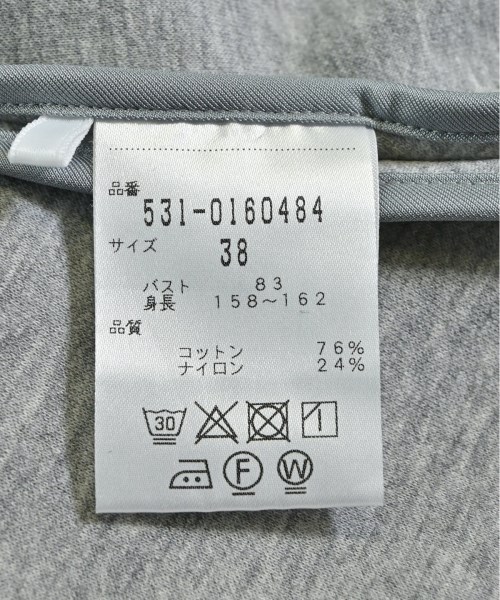 品番
531-0160484
サイズ 38
バスト 83
身長 158～162
品質
コットン 76%
ナイロン 24%
30
F W